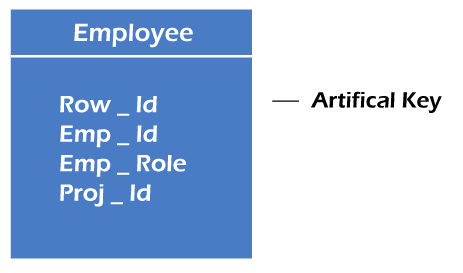 Employee
Row _ Id
— Artifical Key
Emp _ Id
Emp _ Role
Proj _ Id